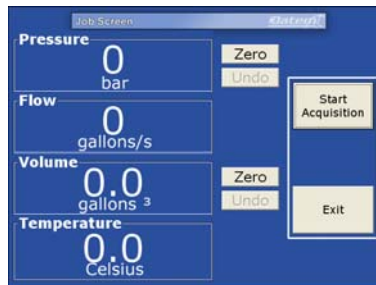 Job Screen
Datem
Pressure
0
bar
Zero
Undo
Flow
0
gallons/s
Start
Acquisition
Volume
0.0
gallons ³
Zero
Undo
Exit
Temperature
0.0
Celsius